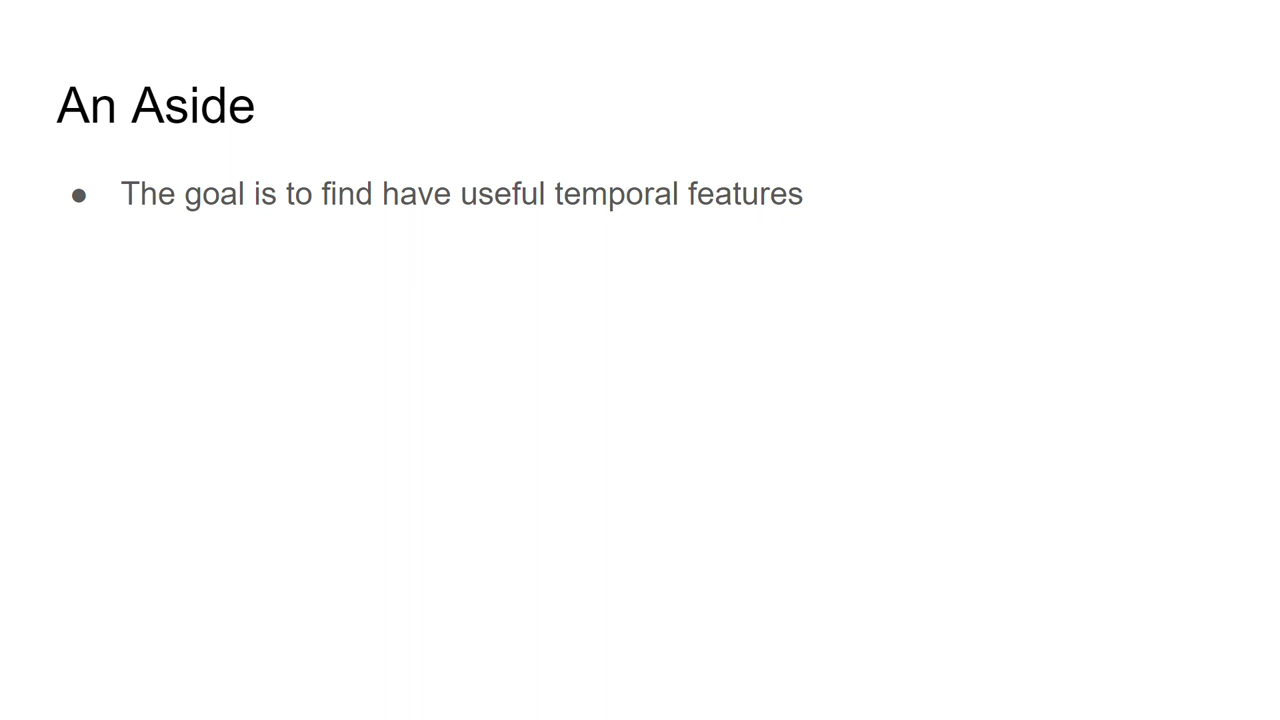 An Aside
● The goal is to find have useful temporal features